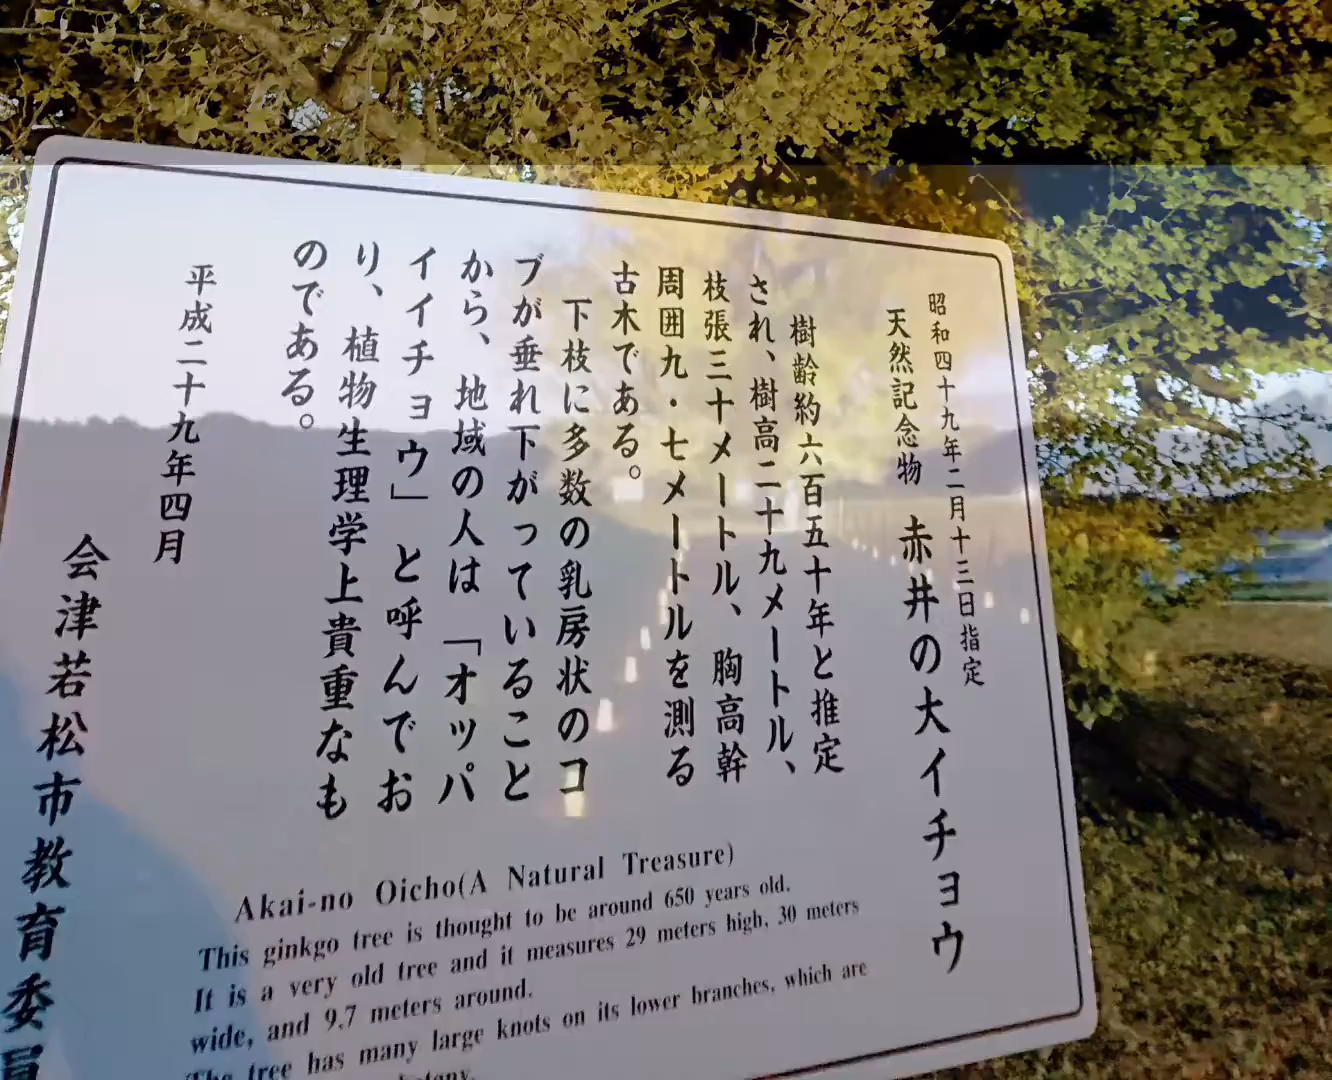 昭和四十九年二月十三日指定
天然記念物 赤井の大イチョウ
樹齢約六百五十年と推定
され、樹高二十九メートル、
枝張三十メートル、胸高幹
周囲九・七メートルを測る
古木である。
下枝に多数の乳房状のコ
ブが垂れ下がっていること
から、地域の人は「オッパ
イイチョウ」と呼んでお
り、植物生理学上貴重なも
のである。
平成二十九年四月
会津若松市教育委員
Akai-no Oicho(A Natural Treasure)
This ginkgo tree is thought to be around 650 years old.
It is a very old tree and it measures 29 meters high, 30 meters
wide, and 9.7 meters around.
The tree has many large knots on its lower branches, which are